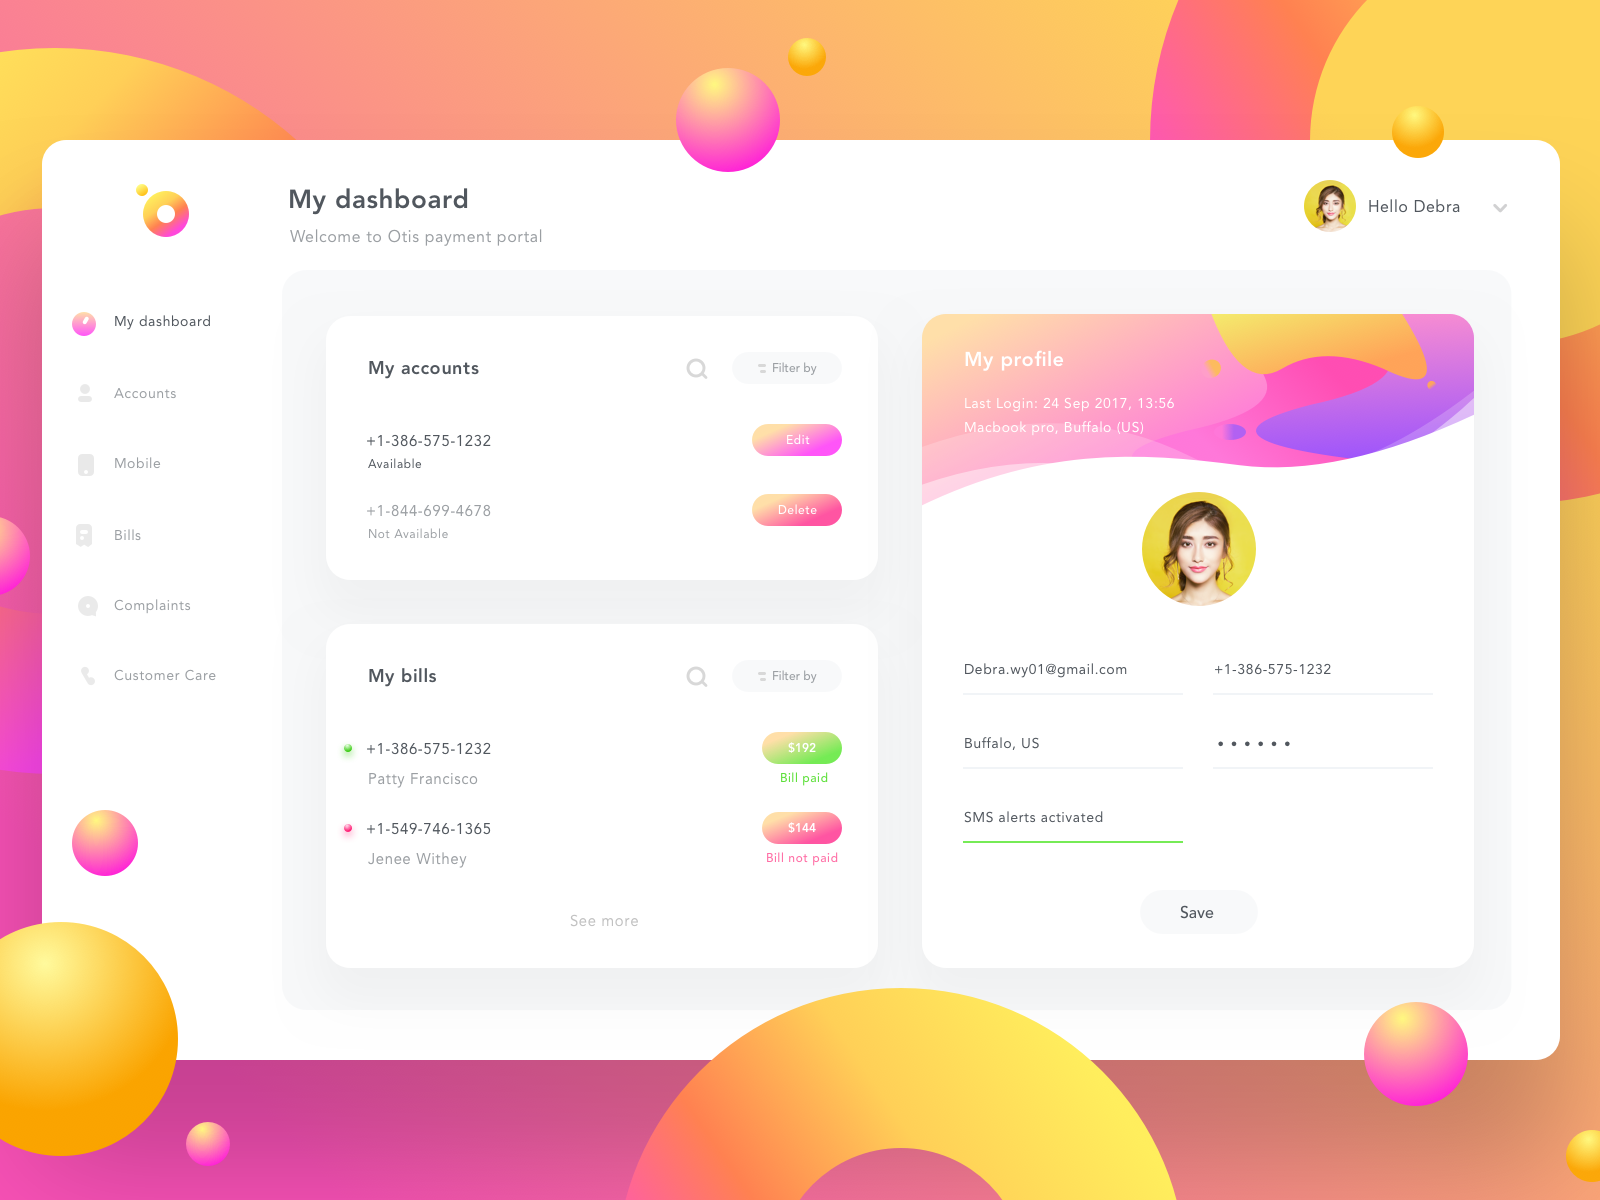 My dashboard
Welcome to Otis payment portal
Hello Debra
My dashboard
Accounts
Mobile
Bills
Complaints
Customer Care
My accounts
Filter by
+1-386-575-1232
Edit
Available
+1-844-699-4678
Delete
Not Available
My bills
Filter by
+1-386-575-1232
$192
Patty Francisco
Bill paid
+1-549-746-1365
$144
Jenee Withey
Bill not paid
See more
My profile
Last Login: 24 Sep 2017, 13:56
Macbook pro, Buffalo (US)
Debra.wy01@gmail.com
+1-386-575-1232
Buffalo, US
••••••
SMS alerts activated
Save